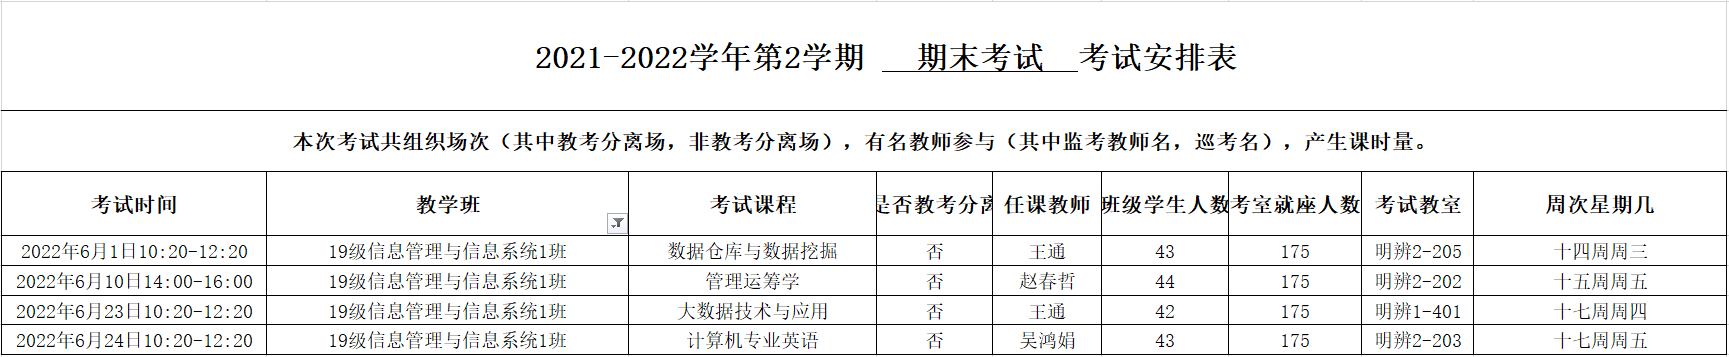 2021-2022学年第2学期 期末考试 考试安排表
本次考试共组织场次（其中教考分离场，非教考分离场），有名教师参与（其中监考教师名，巡考名），产生课时量。
考试时间 教学班 考试课程 是否教考分离 任课教师 班级学生人数 考室就座人数 考试教室 周次星期几
2022年6月1日10:20-12:20 19级信息管理与信息系统1班 数据仓库与数据挖掘 否 王通 43 175 明辨2-205 十四周周三
2022年6月10日14:00-16:00 19级信息管理与信息系统1班 管理运筹学 否 赵春哲 44 175 明辨2-202 十五周周五
2022年6月23日10:20-12:20 19级信息管理与信息系统1班 大数据技术与应用 否 王通 42 175 明辨1-401 十七周周四
2022年6月24日10:20-12:20 19级信息管理与信息系统1班 计算机专业英语 否 吴鸿娟 43 175 明辨2-203 十七周周五